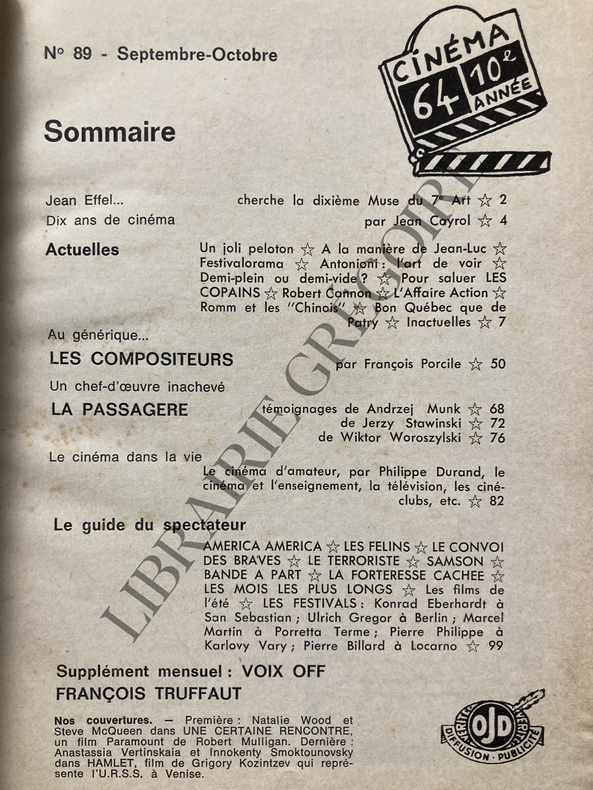 N° 89 - Septembre-Octobre
CINÉMA
64 10e
ANNÉE
Sommaire
Jean Effel... cherche la dixième Muse du 7e Art ☆ 2
Dix ans de cinéma par Jean Cayrol ☆ 4
Actuelles Un joli peloton ☆ A la manière de Jean-Luc ☆
Festivalorama ☆ Antonioni : l'art de voir ☆
Demi-plein ou demi-vide ? ☆ Pour saluer LES
COPAINS ☆ Robert Cannon ☆ L'Affaire Action ☆
Romm et les "Chinois" ☆ Bon Québec que de
Patry ☆ Inactuelles ☆ 7
Au générique...
LES COMPOSITEURS par François Porcile ☆ 50
Un chef-d'œuvre inachevé
LA PASSAGERE témoignages de Andrzej Munk ☆ 68
de Jerzy Stawinski ☆ 72
de Wiktor Woroszylski ☆ 76
Le cinéma dans la vie
Le cinéma d'amateur, par Philippe Durand, le
cinéma et l'enseignement, la télévision, les ciné-
clubs, etc. ☆ 82
Le guide du spectateur
AMERICA AMERICA ☆ LES FELINS ☆ LE CONVOI
DES BRAVES ☆ LE TERRORISTE ☆ SAMSON ☆
BANDE A PART ☆ LA FORTERESSE CACHEE ☆
LES MOIS LES PLUS LONGS ☆ Les films de
l'été ☆ LES FESTIVALS : Konrad Eberhardt à
San Sebastian ; Ulrich Gregor à Berlin ; Marcel
Martin à Porretta Terme ; Pierre Philippe à
Karlovy Vary ; Pierre Billard à Locarno ☆ 99
Supplément mensuel : VOIX OFF
FRANÇOIS TRUFFAUT
Nos couvertures. — Première : Natalie Wood et
Steve McQueen dans UNE CERTAINE RENCONTRE,
un film Paramount de Robert Mulligan. Dernière :
Anastassia Vertinskaia et Innokenty Smoktounovsky
dans HAMLET, film de Grigory Kozintzev qui repré-
sente l'U.R.S.S. à Venise.
OJD
DIFFUSION · PUBLICITÉ
LIBRAIRIE GRÉGOIRE